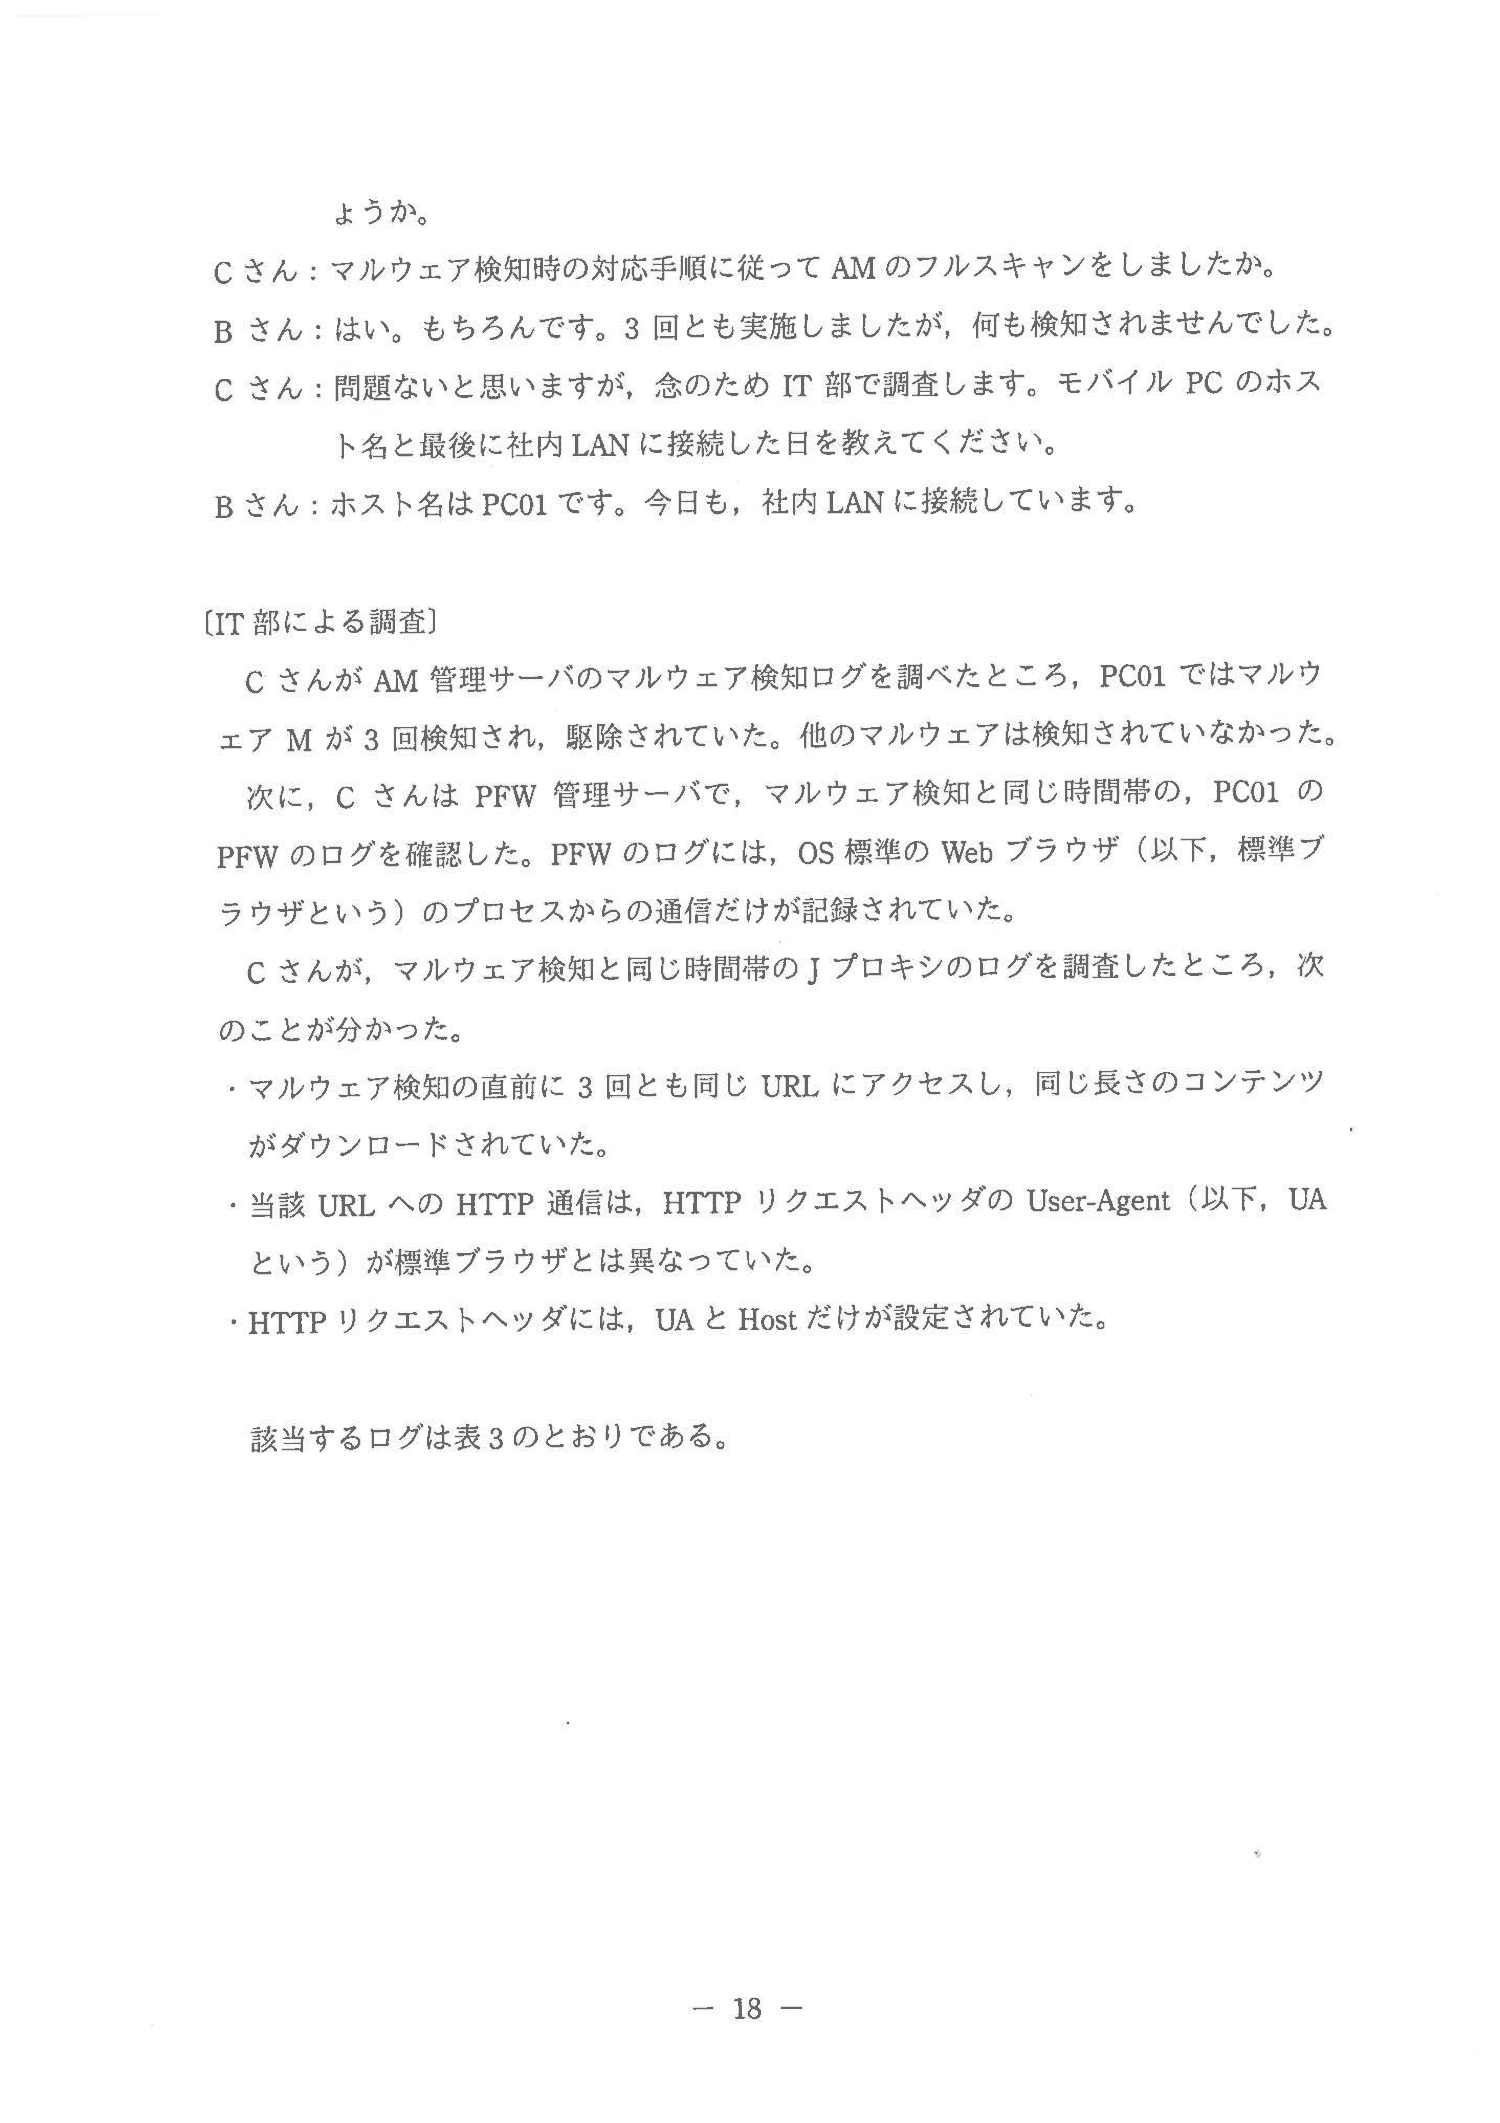 ょうか。
C さん：マルウェア検知時の対応手順に従って AM のフルスキャンをしましたか。
B さん：はい。もちろんです。3 回とも実施しましたが，何も検知されませんでした。
C さん：問題ないと思いますが，念のため IT 部で調査します。モバイル PC のホス
ト名と最後に社内 LAN に接続した日を教えてください。
B さん：ホスト名は PC01 です。今日も，社内 LAN に接続しています。
〔IT 部による調査〕
C さんが AM 管理サーバのマルウェア検知ログを調べたところ，PC01 ではマルウ
ェア M が 3 回検知され，駆除されていた。他のマルウェアは検知されていなかった。
次に，C さんは PFW 管理サーバで，マルウェア検知と同じ時間帯の，PC01 の
PFW のログを確認した。PFW のログには，OS 標準の Web ブラウザ（以下，標準ブ
ラウザという）のプロセスからの通信だけが記録されていた。
C さんが，マルウェア検知と同じ時間帯の J プロキシのログを調査したところ，次
のことが分かった。
・マルウェア検知の直前に 3 回とも同じ URL にアクセスし，同じ長さのコンテンツ
がダウンロードされていた。
・当該 URL への HTTP 通信は，HTTP リクエストヘッダの User-Agent（以下，UA
という）が標準ブラウザとは異なっていた。
・HTTP リクエストヘッダには，UA と Host だけが設定されていた。
該当するログは表 3 のとおりである。
－ 18 －